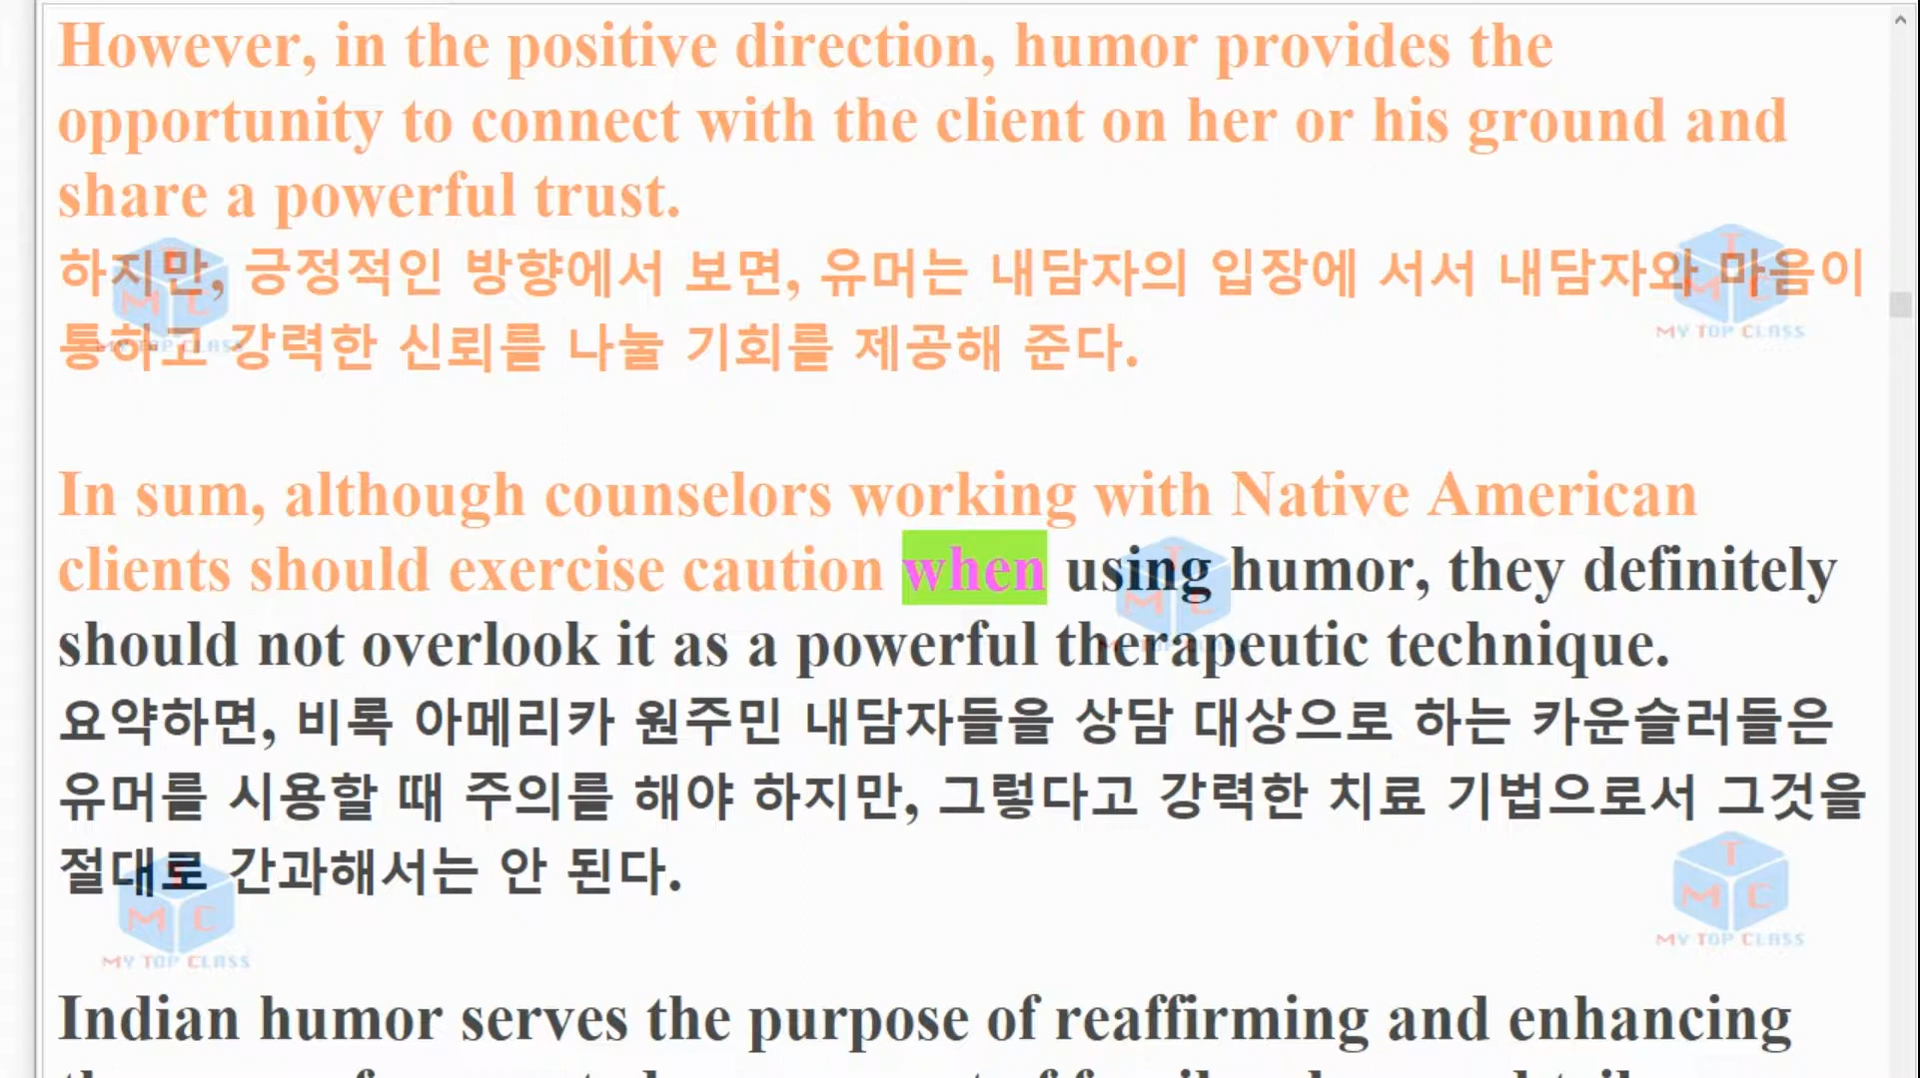 However, in the positive direction, humor provides the
opportunity to connect with the client on her or his ground and
share a powerful trust.
하지만, 긍정적인 방향에서 보면, 유머는 내담자의 입장에 서서 내담자와 마음이
통하고 강력한 신뢰를 나눌 기회를 제공해 준다.
In sum, although counselors working with Native American
clients should exercise caution when using humor, they definitely
should not overlook it as a powerful therapeutic technique.
요약하면, 비록 아메리카 원주민 내담자들을 상담 대상으로 하는 카운슬러들은
유머를 시용할 때 주의를 해야 하지만, 그렇다고 강력한 치료 기법으로서 그것을
절대로 간과해서는 안 된다.
Indian humor serves the purpose of reaffirming and enhancing
T
M C
MY TOP CLASS
T
M C
MY TOP CLASS
T
M C
MY TOP CLASS
T
M C
MY TOP CLASS
T
M C
MY TOP CLASS